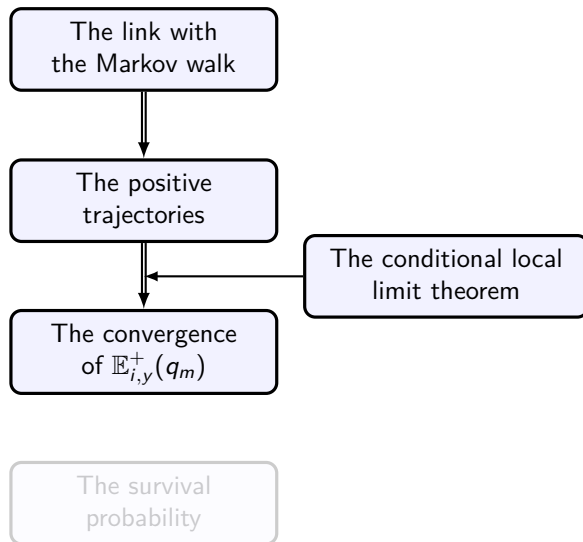 The link with
the Markov walk
The positive
trajectories
The conditional local
limit theorem
The convergence
of 𝔼⁺ᵢ,ᵧ(qₘ)
The survival
probability